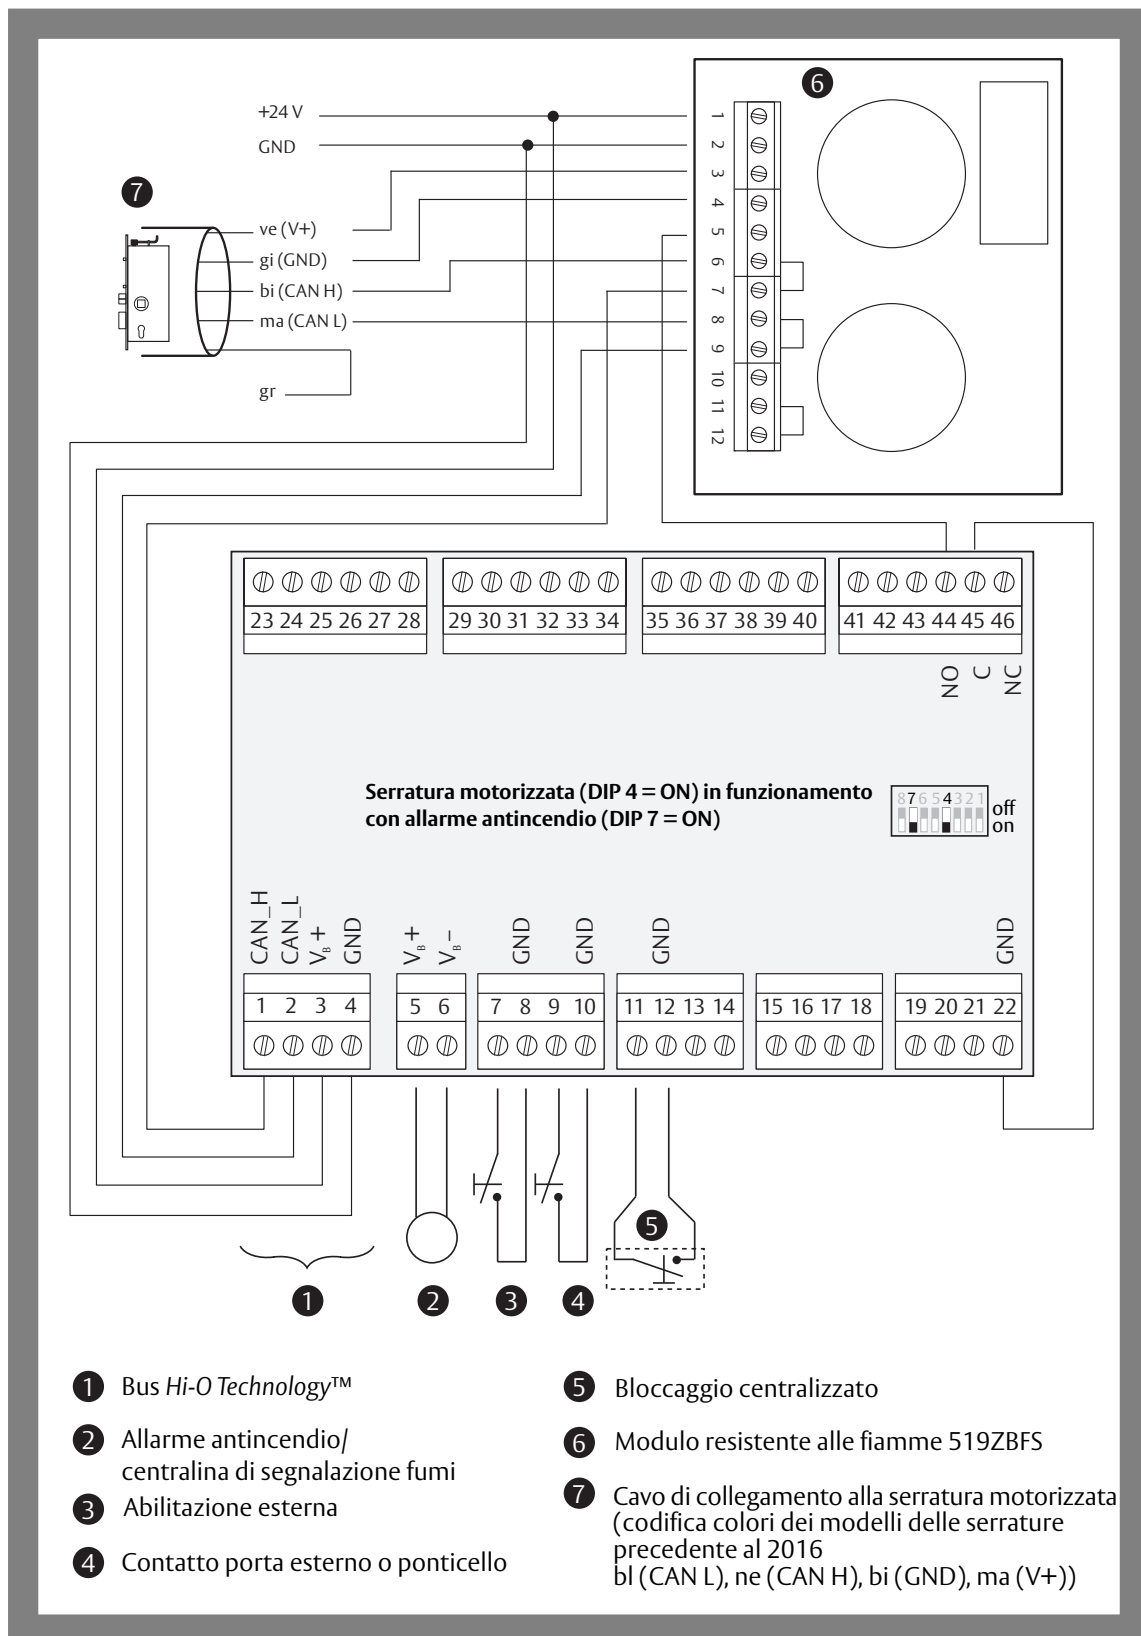 6
+24 V
GND
7
ve (V+)
gi (GND)
bi (CAN H)
ma (CAN L)
gr
1
2
3
4
5
6
7
8
9
10
11
12
23 24 25 26 27 28
29 30 31 32 33 34
35 36 37 38 39 40
41 42 43 44 45 46
NO
C
NC
Serratura motorizzata (DIP 4 = ON) in funzionamento
con allarme antincendio (DIP 7 = ON)
8 7 6 5 4 3 2 1
off
on
CAN_H
CAN_L
VB +
GND
VB +
VB –
GND
GND
GND
GND
1 2 3 4
5 6
7 8 9 10
11 12 13 14
15 16 17 18
19 20 21 22
5
1
2
3
4
1 Bus Hi-O Technology™
2 Allarme antincendio/
centralina di segnalazione fumi
3 Abilitazione esterna
4 Contatto porta esterno o ponticello
5 Bloccaggio centralizzato
6 Modulo resistente alle fiamme 519ZBFS
7 Cavo di collegamento alla serratura motorizzata
(codifica colori dei modelli delle serrature
precedente al 2016
bl (CAN L), ne (CAN H), bi (GND), ma (V+))